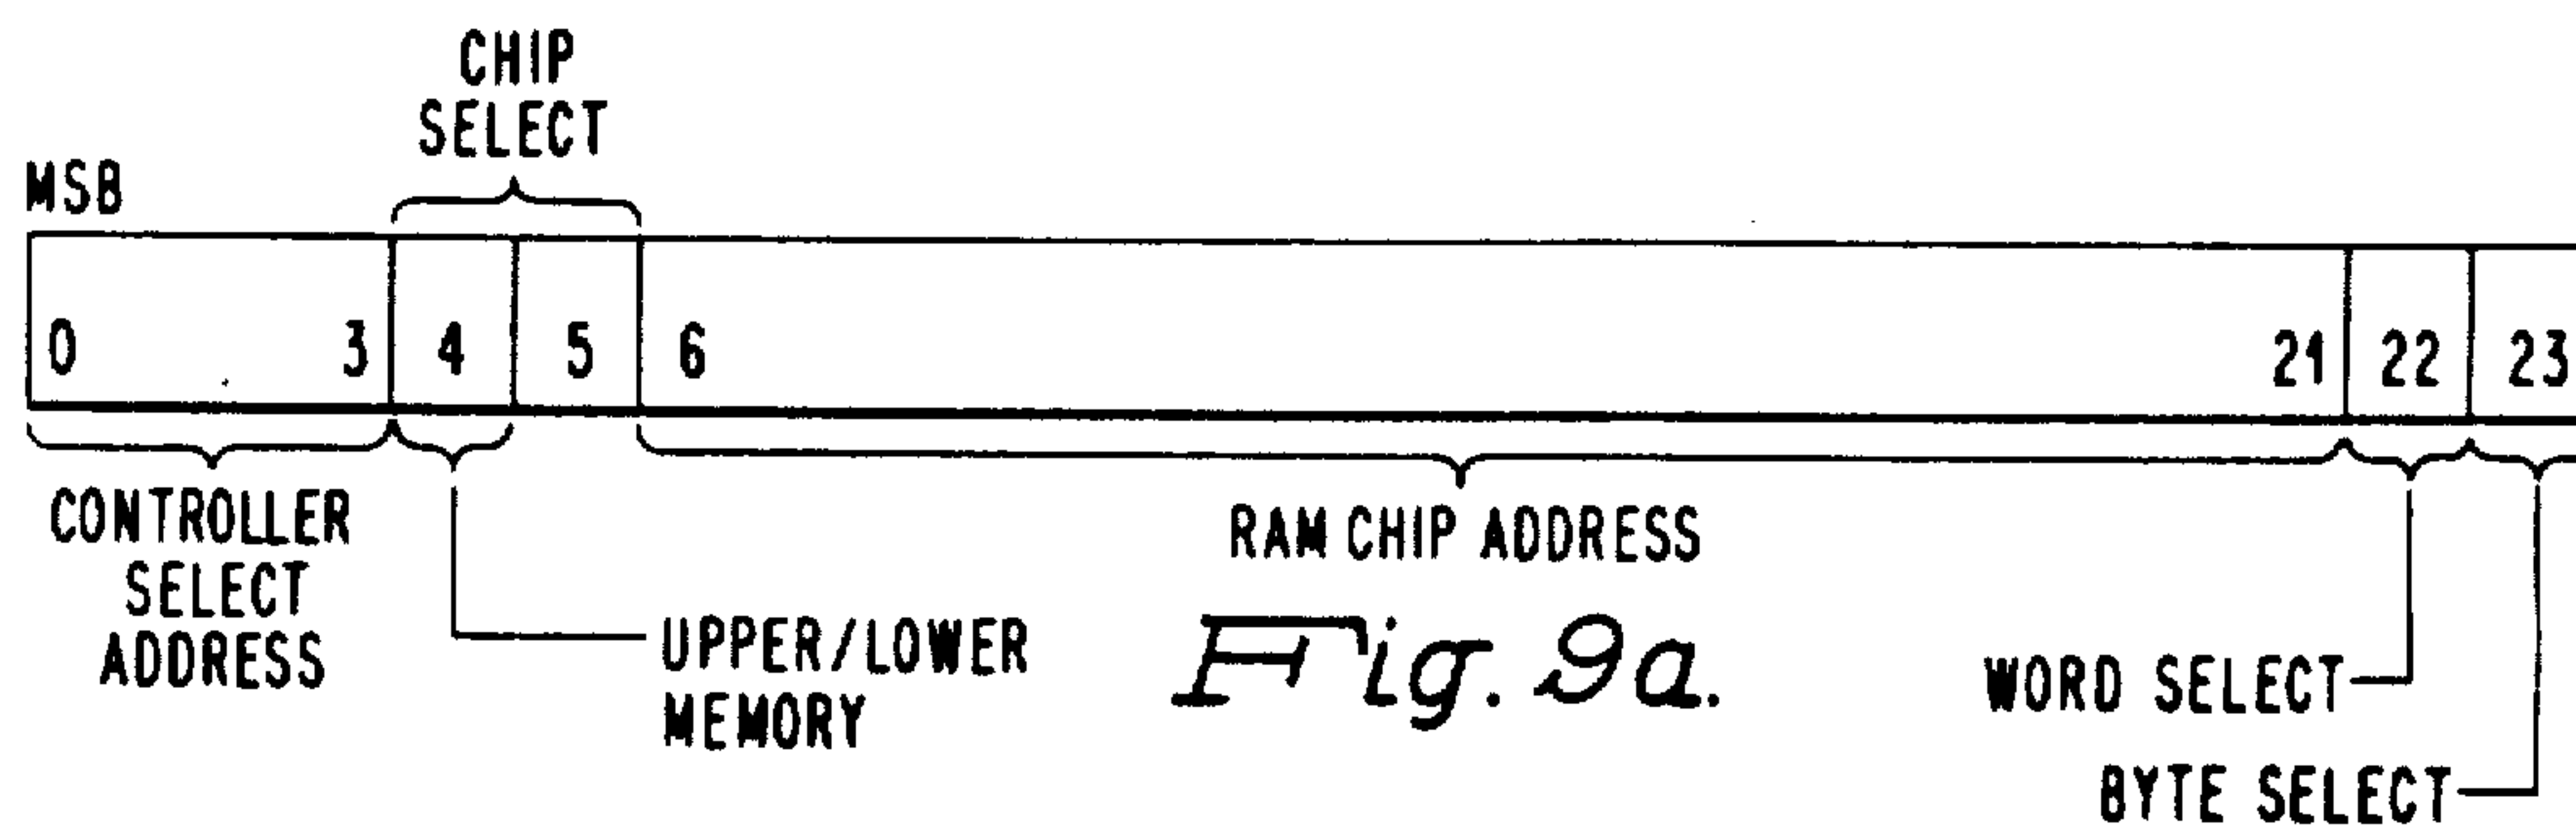 CHIP
SELECT
MSB
0 3 4 5 6 21 22 23
CONTROLLER
SELECT
ADDRESS
RAM CHIP ADDRESS
UPPER/LOWER
MEMORY
Fig. 9a.
WORD SELECT
BYTE SELECT